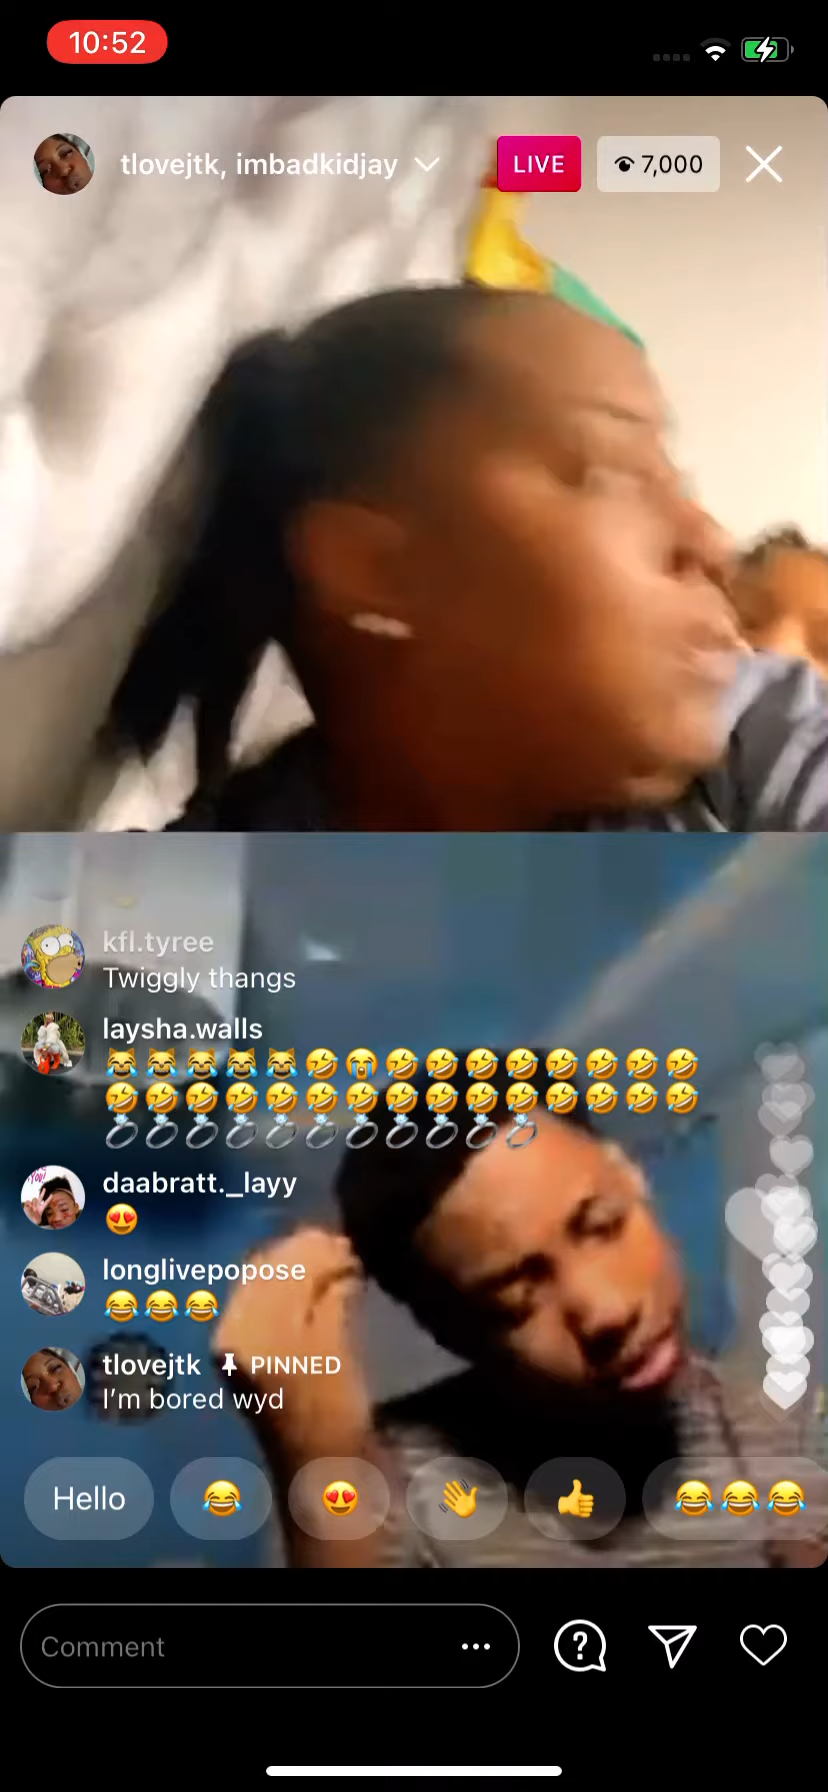 10:52
tlovejtk, imbadkidjay
LIVE
7,000
kfl.tyree
Twiggly thangs
laysha.walls
😹😹😹😹😹🤣😭🤣🤣🤣🤣🤣🤣🤣🤣
🤣🤣🤣🤣🤣🤣🤣🤣🤣🤣🤣🤣🤣🤣🤣
💍💍💍💍💍💍💍💍💍💍💍
daabratt._layy
😍
longlivepopose
😂😂😂
tlovejtk PINNED
I'm bored wyd
Hello 😂 😍 👋 👍 😂😂😂
Comment